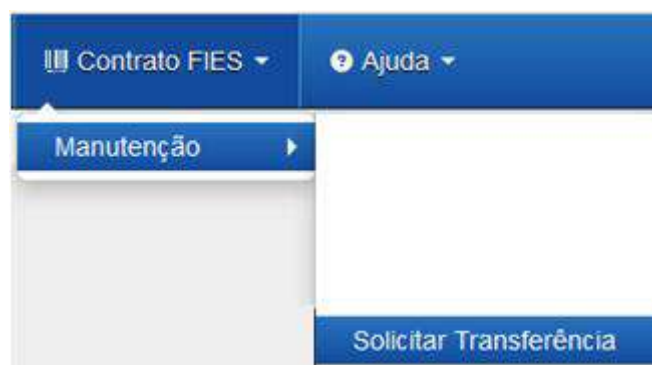 Contrato FIES
Ajuda
Manutenção
Solicitar Transferência